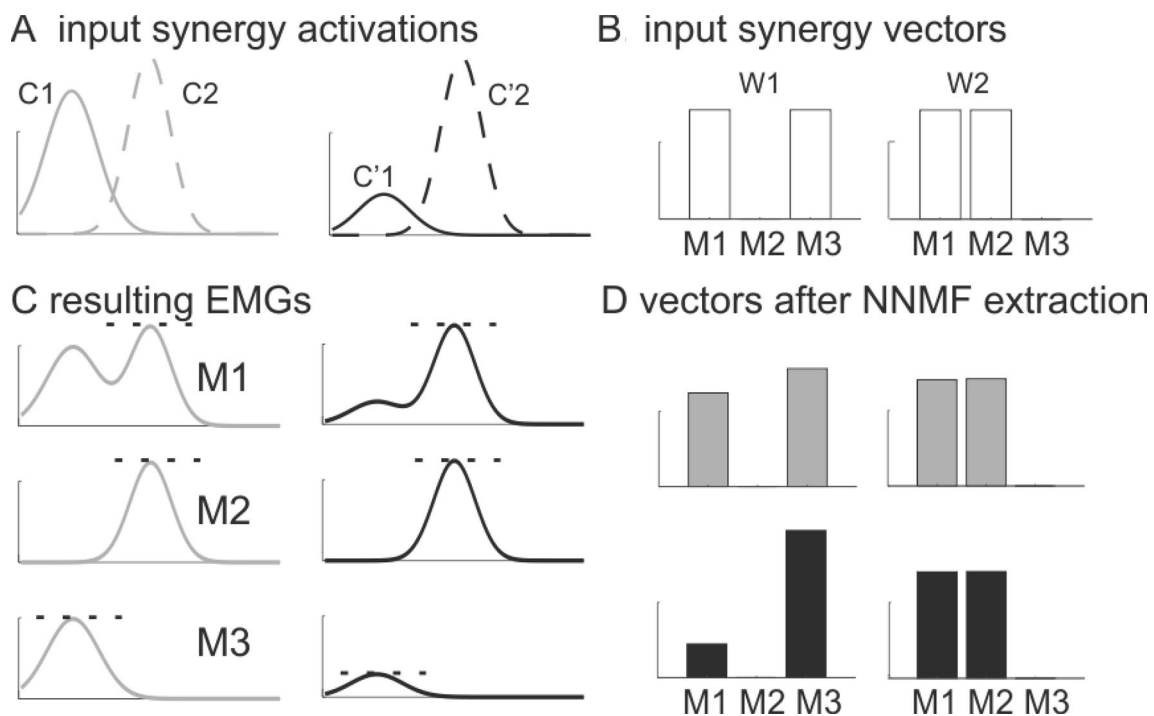 A input synergy activations
C1
C2
C'1
C'2
B. input synergy vectors
W1
W2
M1 M2 M3
M1 M2 M3
C resulting EMGs
M1
M2
M3
D vectors after NNMF extraction
M1 M2 M3
M1 M2 M3